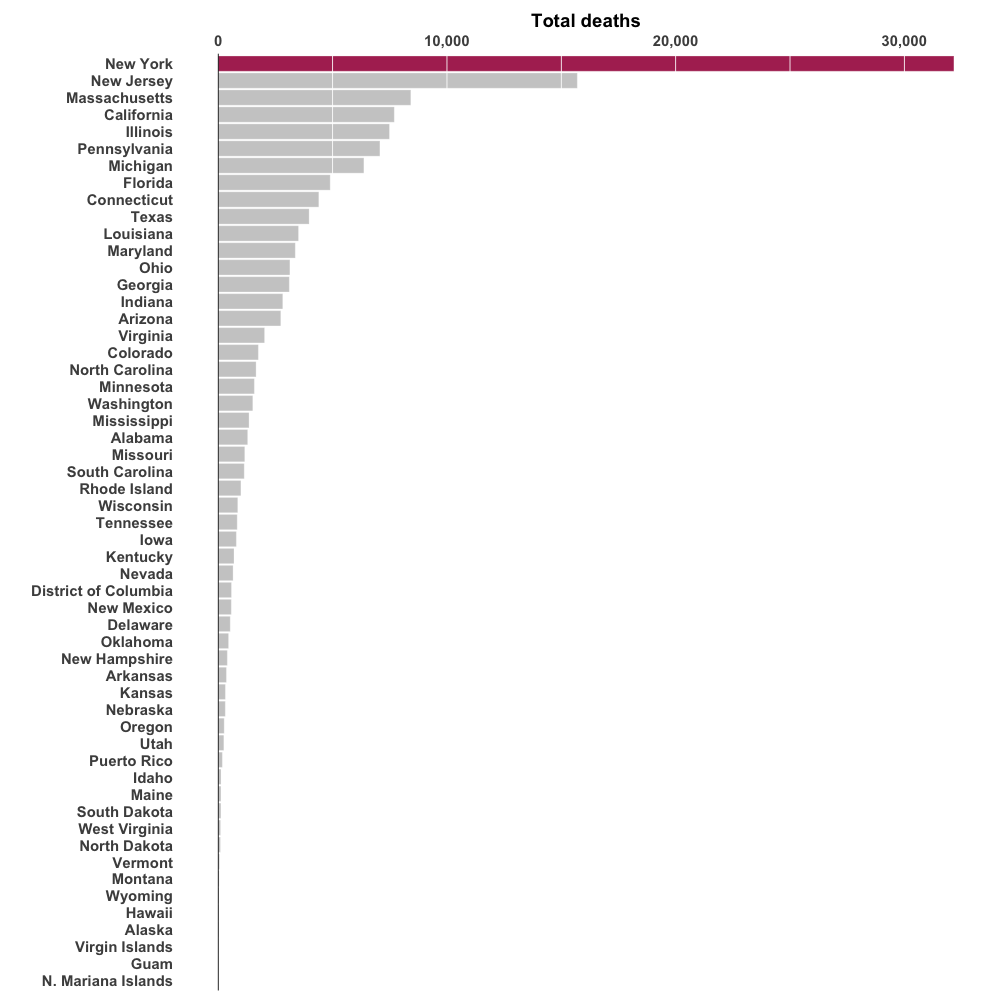 Total deaths
0 10,000 20,000 30,000
New York
New Jersey
Massachusetts
California
Illinois
Pennsylvania
Michigan
Florida
Connecticut
Texas
Louisiana
Maryland
Ohio
Georgia
Indiana
Arizona
Virginia
Colorado
North Carolina
Minnesota
Washington
Mississippi
Alabama
Missouri
South Carolina
Rhode Island
Wisconsin
Tennessee
Iowa
Kentucky
Nevada
District of Columbia
New Mexico
Delaware
Oklahoma
New Hampshire
Arkansas
Kansas
Nebraska
Oregon
Utah
Puerto Rico
Idaho
Maine
South Dakota
West Virginia
North Dakota
Vermont
Montana
Wyoming
Hawaii
Alaska
Virgin Islands
Guam
N. Mariana Islands